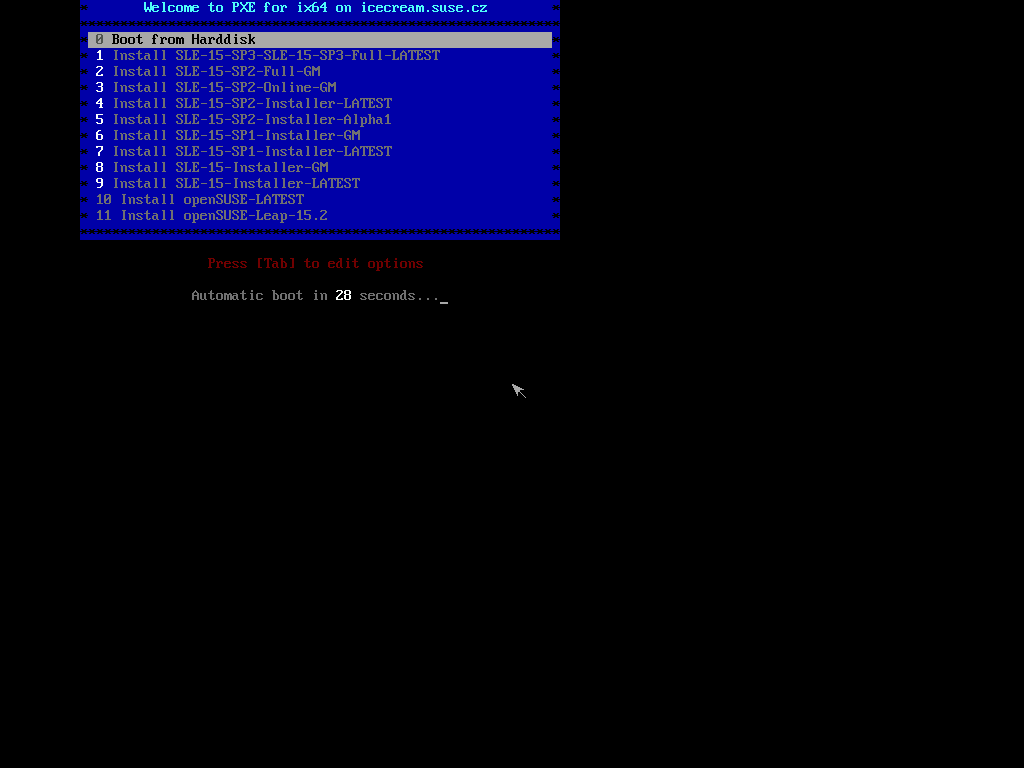 Welcome to PXE for ix64 on icecream.suse.cz
0 Boot from Harddisk
1 Install SLE-15-SP3-SLE-15-SP3-Full-LATEST
2 Install SLE-15-SP2-Full-GM
3 Install SLE-15-SP2-Online-GM
4 Install SLE-15-SP2-Installer-LATEST
5 Install SLE-15-SP2-Installer-Alpha1
6 Install SLE-15-SP1-Installer-GM
7 Install SLE-15-SP1-Installer-LATEST
8 Install SLE-15-Installer-GM
9 Install SLE-15-Installer-LATEST
10 Install openSUSE-LATEST
11 Install openSUSE-Leap-15.2
Press [Tab] to edit options
Automatic boot in 28 seconds..._